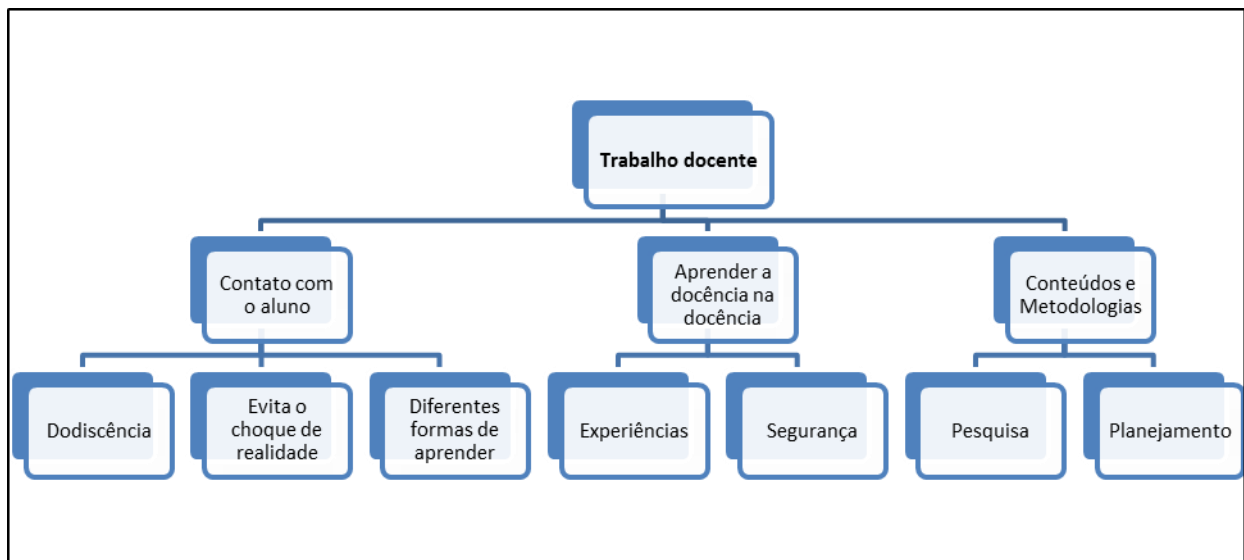 Trabalho docente
Contato com
o aluno
Aprender a
docência na
docência
Conteúdos e
Metodologias
Dodiscência
Evita o
choque de
realidade
Diferentes
formas de
aprender
Experiências
Segurança
Pesquisa
Planejamento